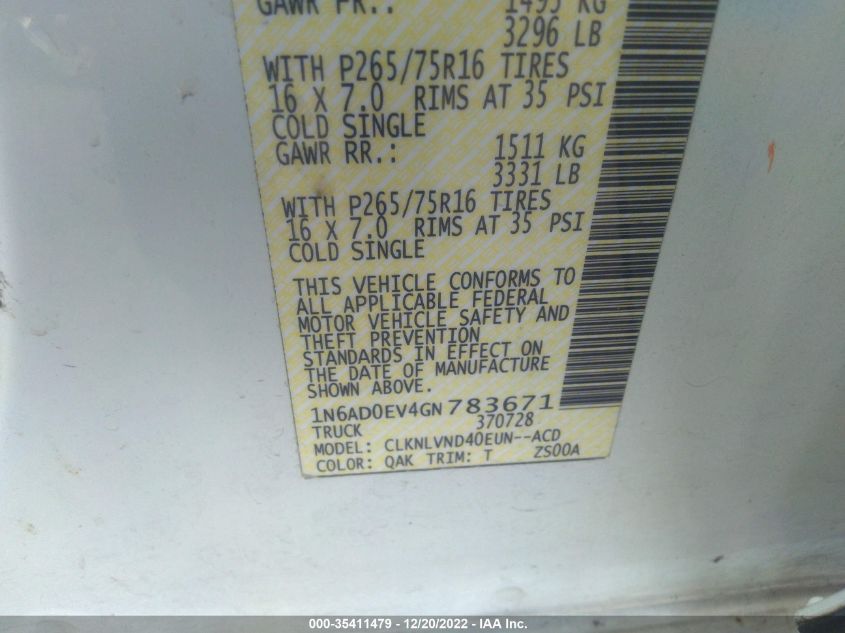 GAWR FR.: 1495 KG
3296 LB
WITH P265/75R16 TIRES
16 X 7.0 RIMS AT 35 PSI
COLD SINGLE
GAWR RR.: 1511 KG
3331 LB
WITH P265/75R16 TIRES
16 X 7.0 RIMS AT 35 PSI
COLD SINGLE
THIS VEHICLE CONFORMS TO
ALL APPLICABLE FEDERAL
MOTOR VEHICLE SAFETY AND
THEFT PREVENTION
STANDARDS IN EFFECT ON
THE DATE OF MANUFACTURE
SHOWN ABOVE.
1N6AD0EV4GN783671
TRUCK 370728
MODEL: CLKNLVND40EUN--ACD
COLOR: QAK TRIM: T ZS00A
000-35411479 - 12/20/2022 - IAA Inc.